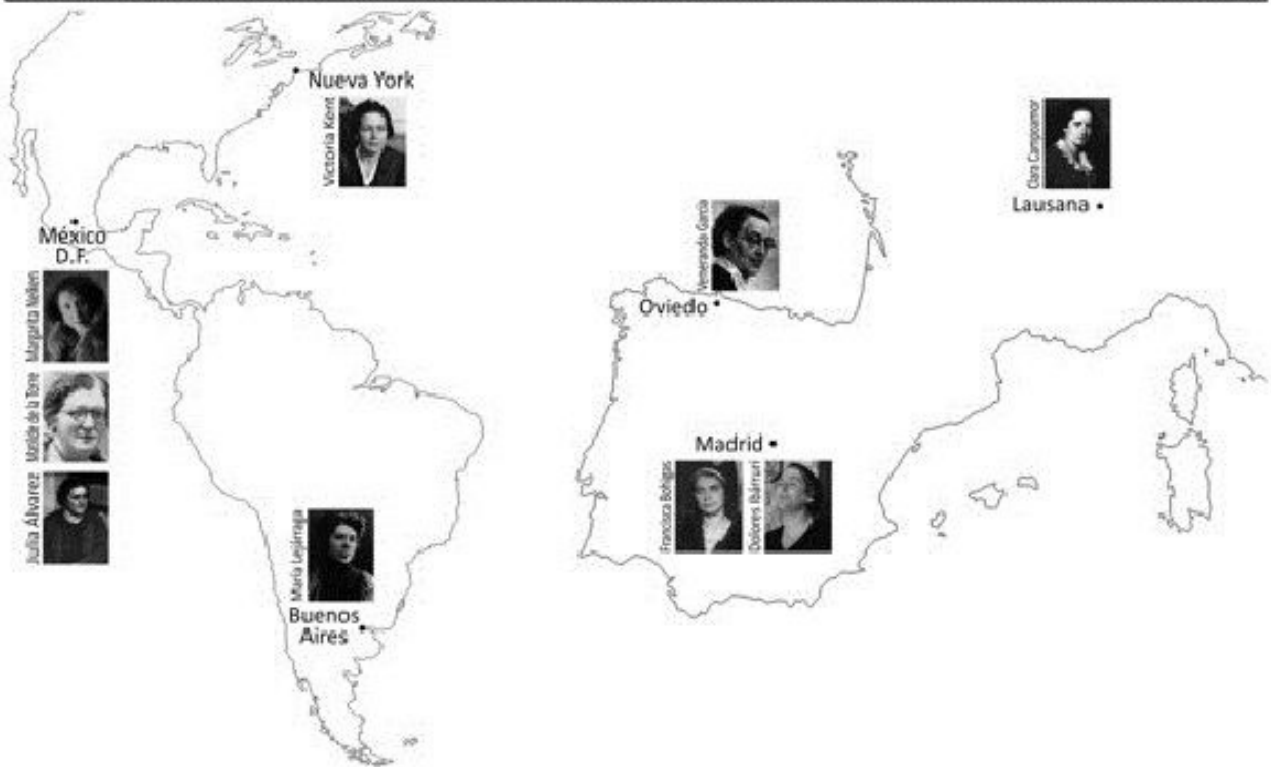 Nueva York
Victoria Kent
México
D.F.
Margarita Nelken
Matilde de la Torre
Julia Álvarez
María Lejárraga
Buenos
Aires
Clara Campoamor
Lausana
Veneranda García
Oviedo
Madrid
Francisca Bohigas
Dolores Ibárruri